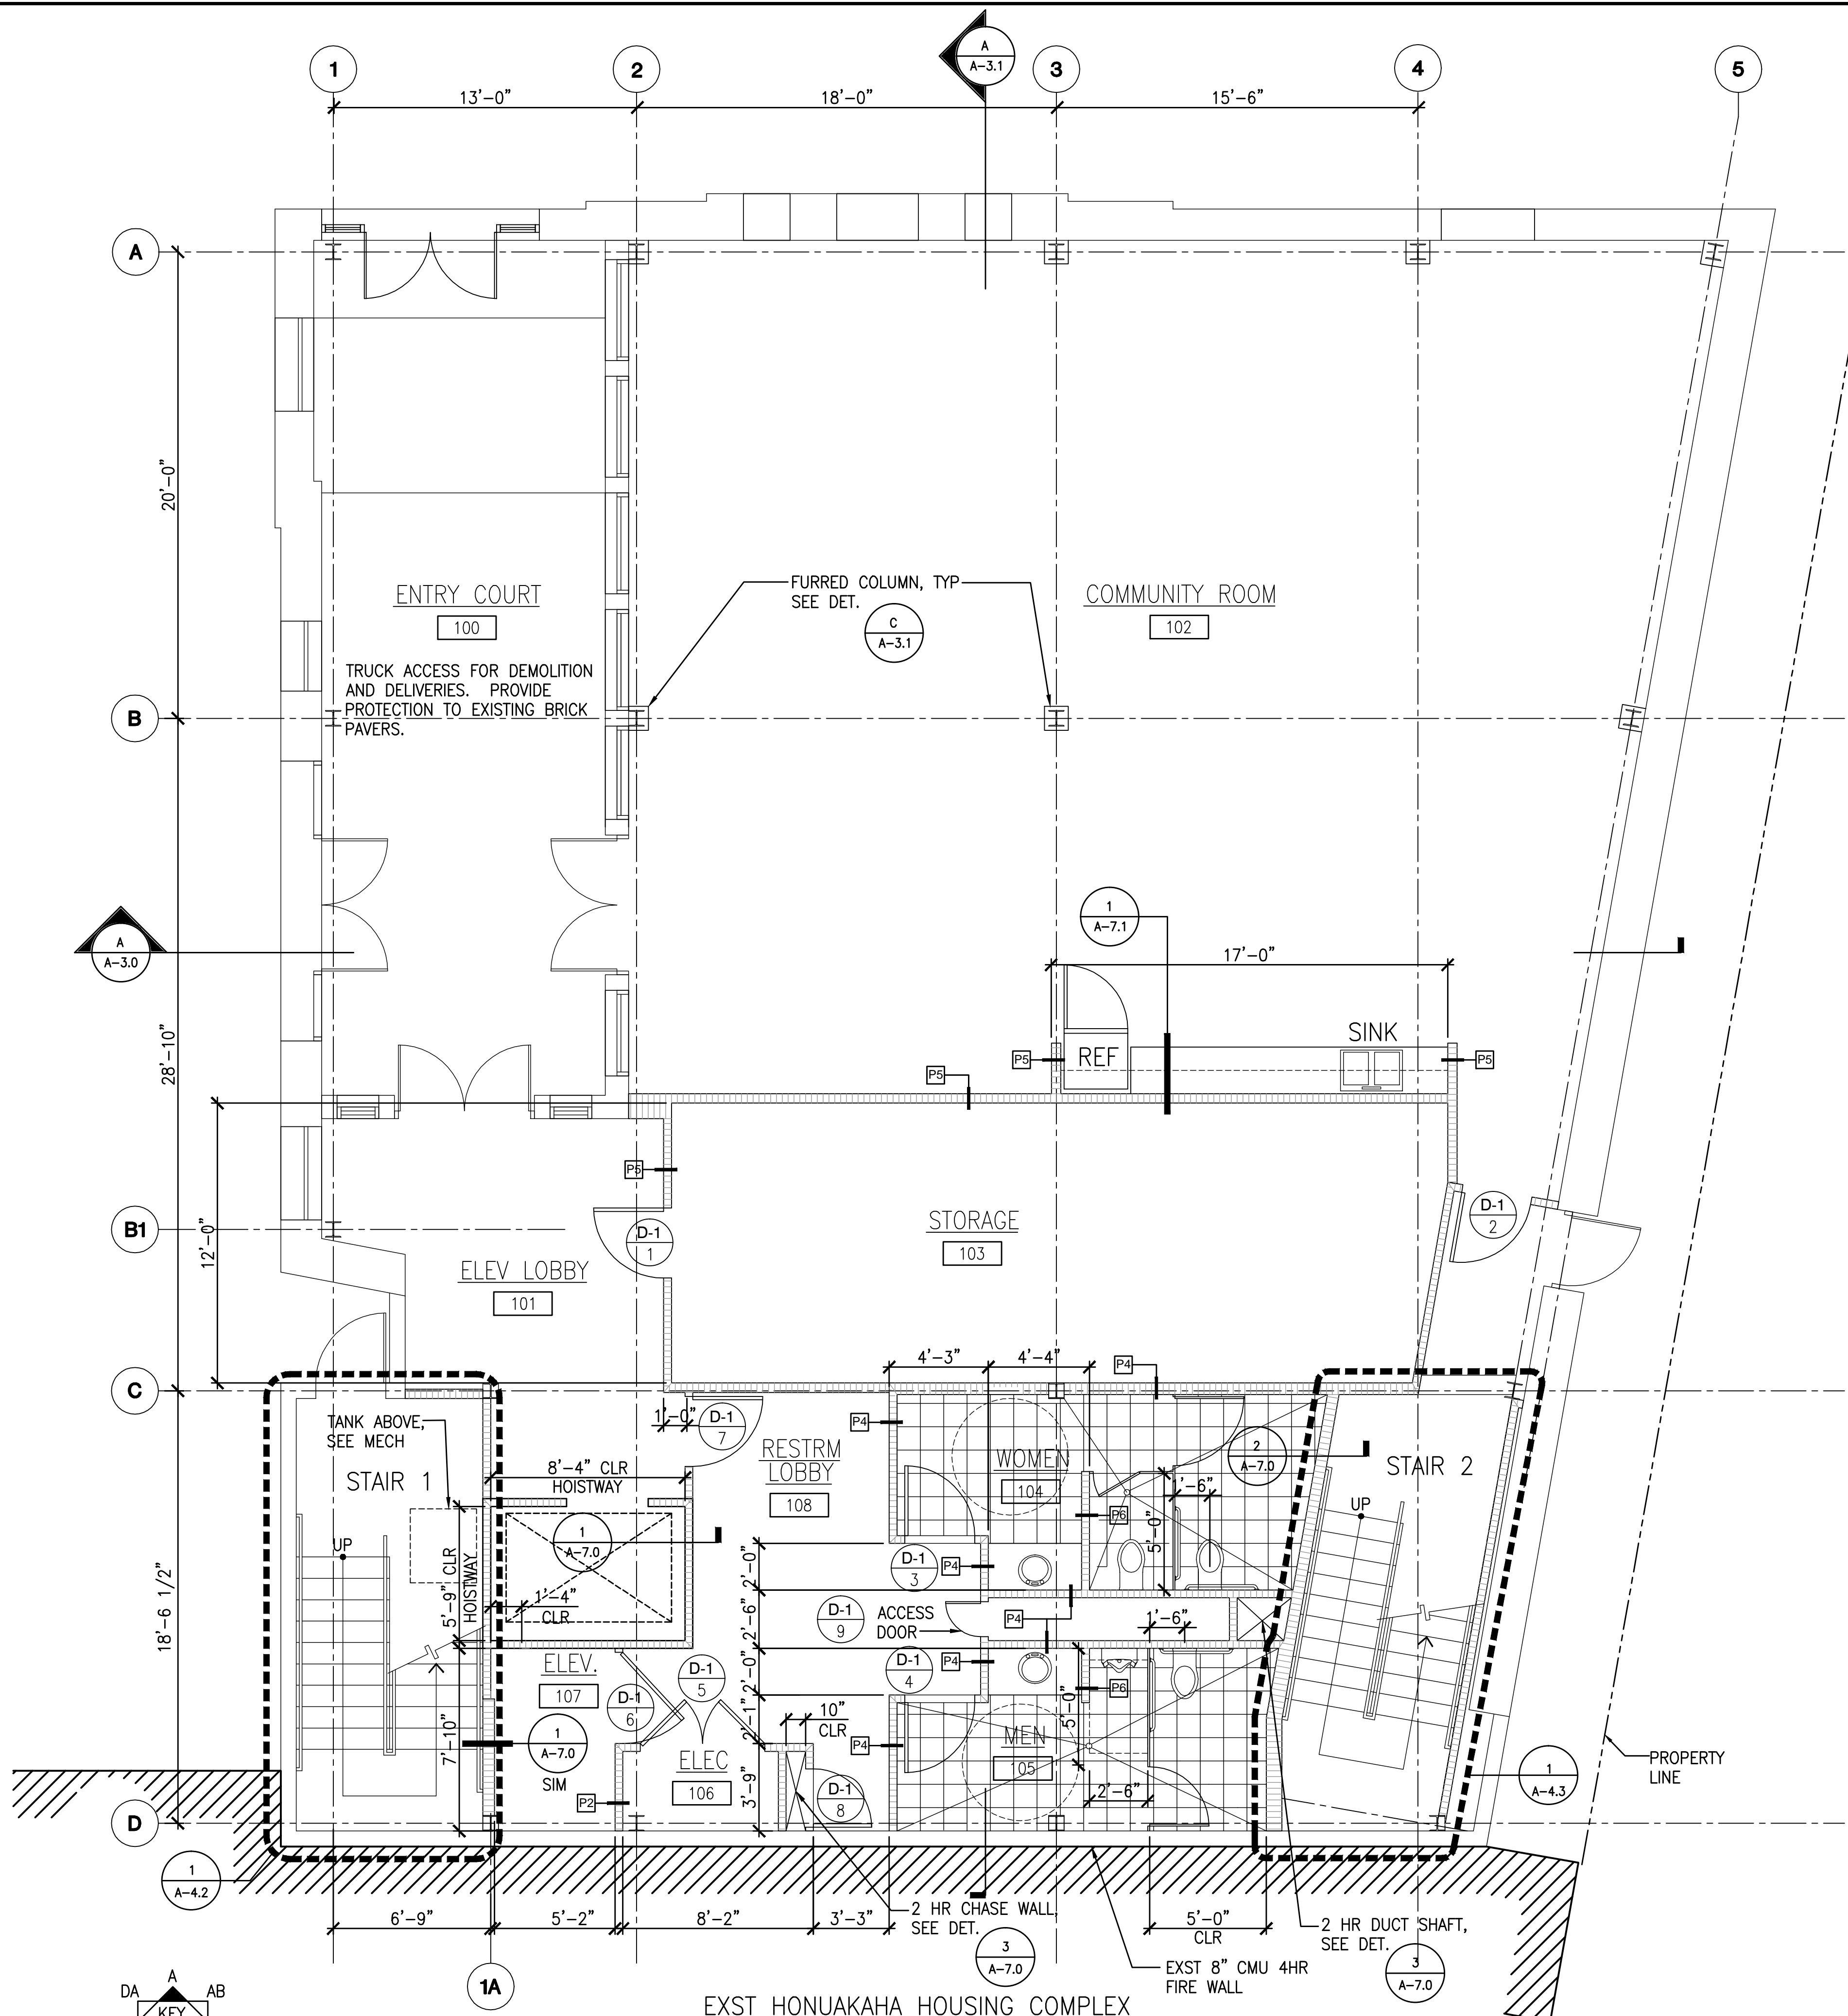 A
A-3.1
1
2
3
4
5
13'-0"
18'-0"
15'-6"
A
20'-0"
ENTRY COURT
100
FURRED COLUMN, TYP
SEE DET.
C
A-3.1
COMMUNITY ROOM
102
TRUCK ACCESS FOR DEMOLITION
AND DELIVERIES. PROVIDE
PROTECTION TO EXISTING BRICK
PAVERS.
B
1
A-7.1
A
A-3.0
17'-0"
28'-10"
SINK
REF
P5
P5
P5
P5
B1
12'-0"
STORAGE
103
D-1
1
D-1
2
ELEV LOBBY
101
4'-3"
4'-4"
P4
C
TANK ABOVE,
SEE MECH
1'-0"
D-1
7
P4
RESTRM
LOBBY
108
WOMEN
104
2
A-7.0
STAIR 1
8'-4" CLR
HOISTWAY
1'-6"
STAIR 2
UP
UP
P6
5'-0"
1
A-7.0
5'-9" CLR
HOISTWAY
1'-4"
CLR
D-1
3
P4
2'-0"
18'-6 1/2"
D-1
9
ACCESS
DOOR
P4
1'-6"
2'-6"
ELEV.
107
D-1
5
D-1
4
P4
P6
2'-0"
5'-0"
D-1
6
7'-10"
1
A-7.0
SIM
10"
CLR
2'-1"
P4
MEN
105
ELEC
106
D-1
8
2'-6"
3'-9"
P2
PROPERTY
LINE
1
A-4.3
D
1
A-4.2
6'-9"
5'-2"
8'-2"
3'-3"
2 HR CHASE WALL,
SEE DET.
3
A-7.0
5'-0"
CLR
2 HR DUCT SHAFT,
SEE DET.
3
A-7.0
EXST 8" CMU 4HR
FIRE WALL
1A
A
DA
AB
KEY
EXST HONUAKAHA HOUSING COMPLEX